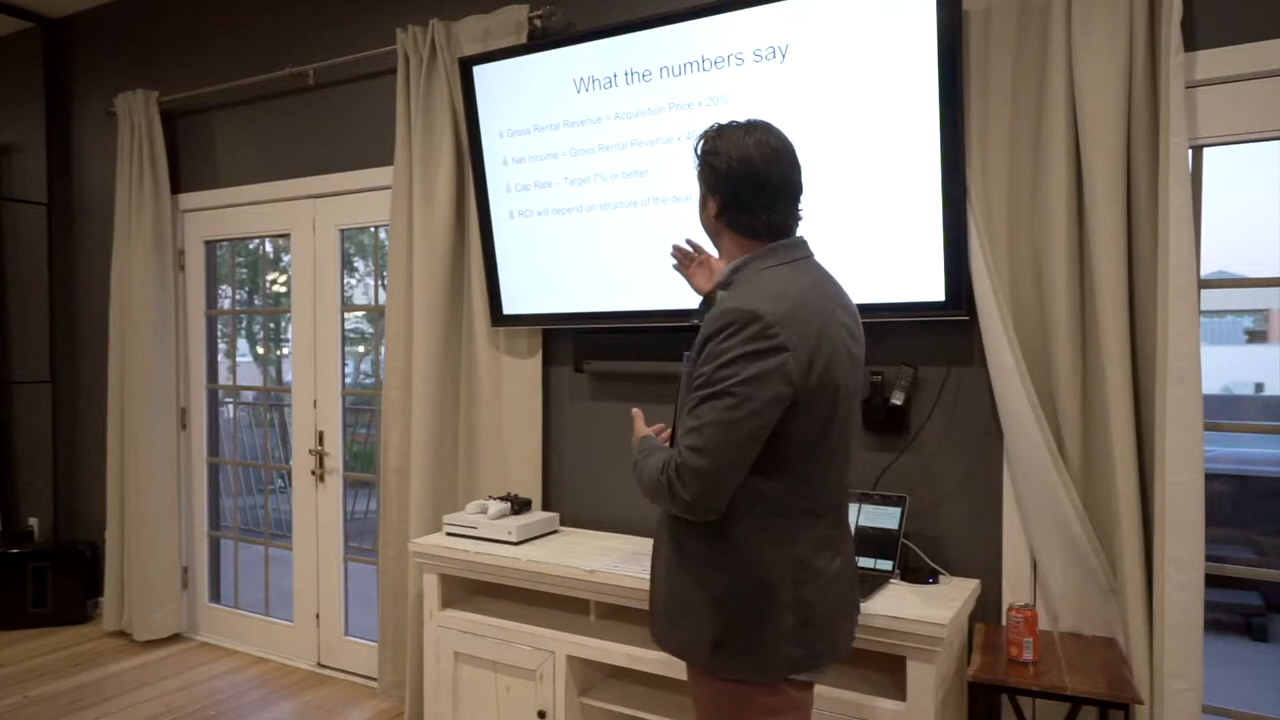 What the numbers say
Gross Rental Revenue = Acquisition Price x 20%
Net Income = Gross Rental Revenue x
Cap Rate – Target 7% or better
ROI will depend on structure of the deal